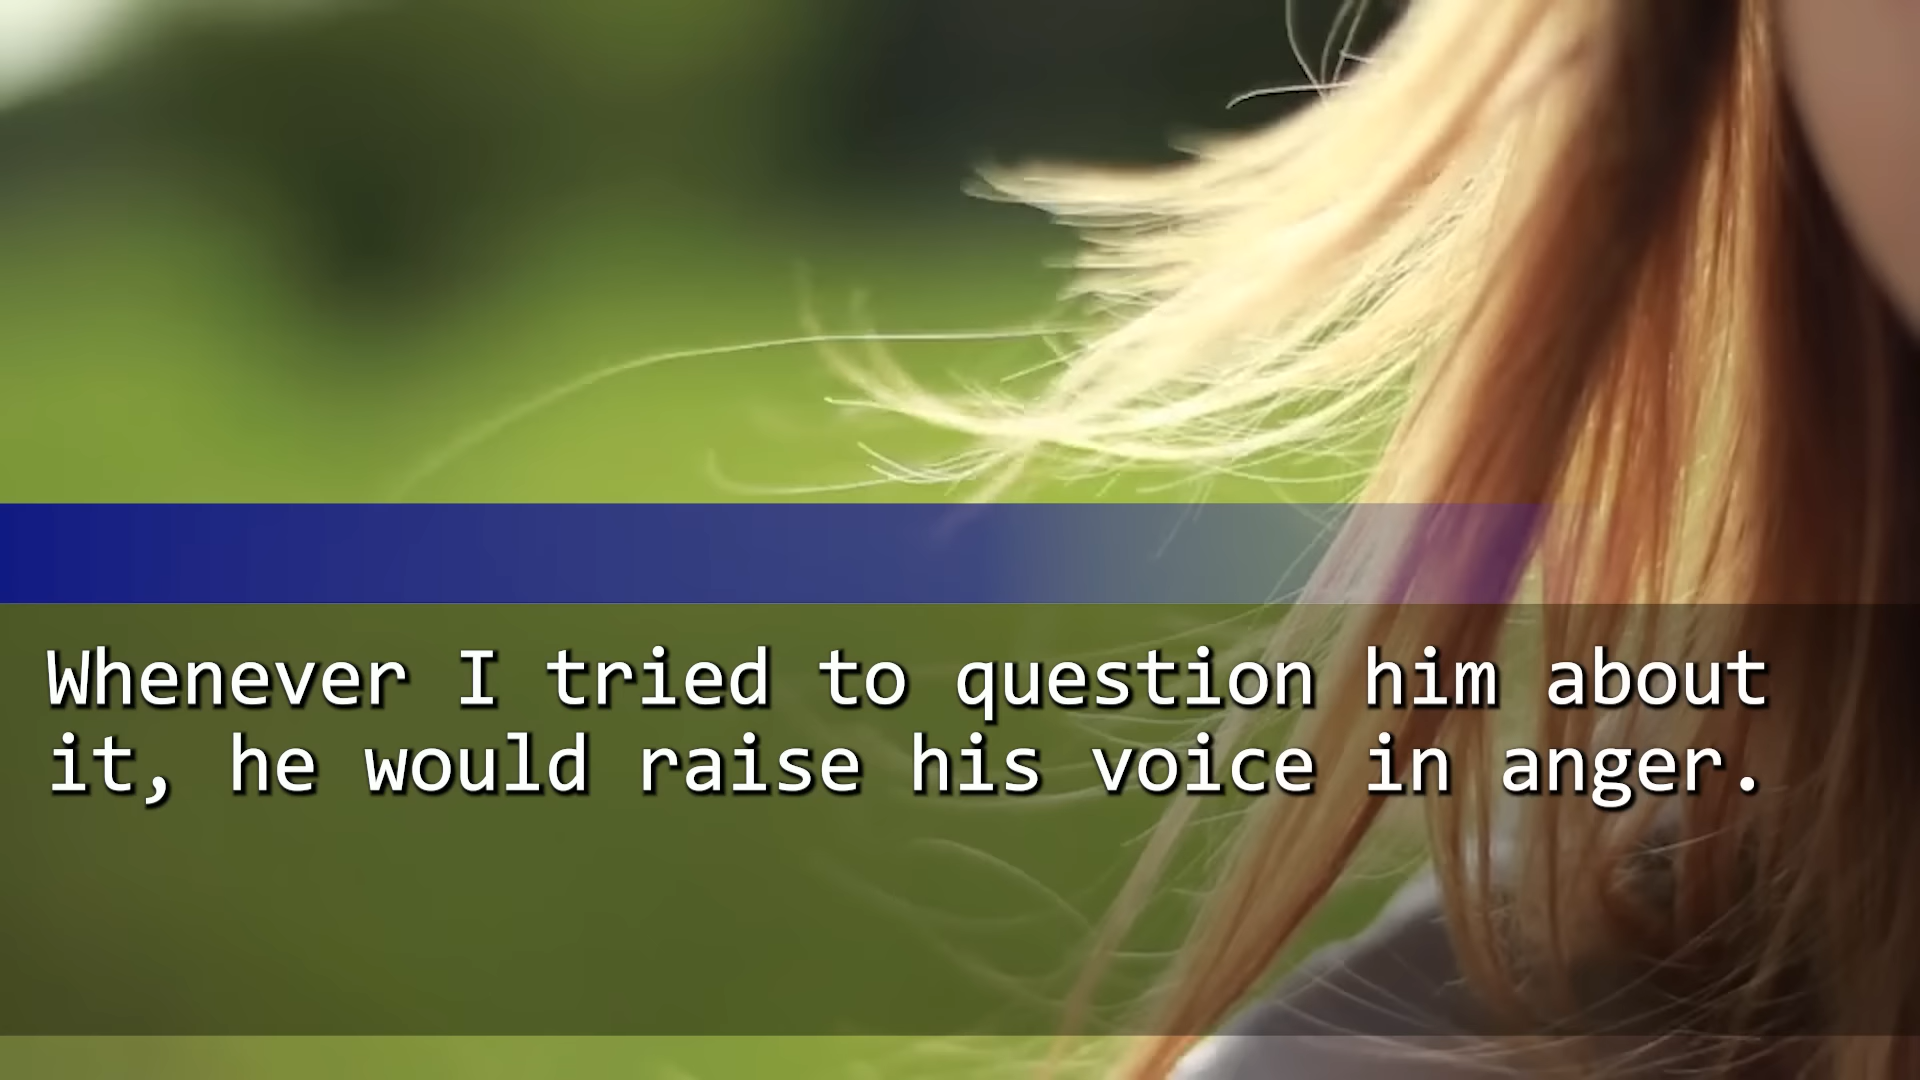 Whenever I tried to question him about
it, he would raise his voice in anger.